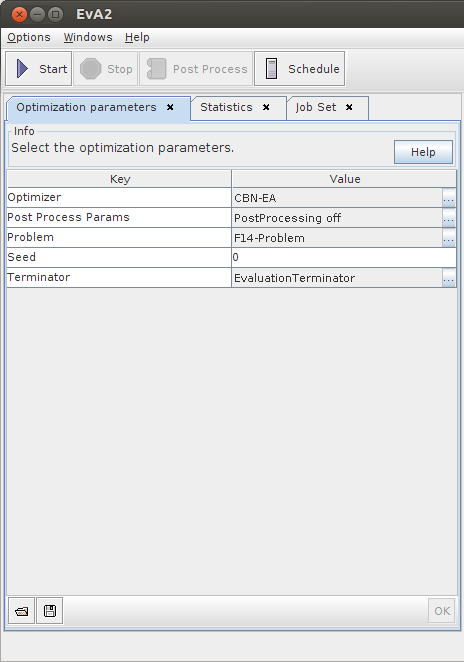 EvA2
Options Windows Help
Start Stop Post Process Schedule
Optimization parameters Statistics Job Set
Info
Select the optimization parameters.
Help
Key Value
Optimizer CBN-EA ...
Post Process Params PostProcessing off ...
Problem F14-Problem ...
Seed 0
Terminator EvaluationTerminator ...
OK